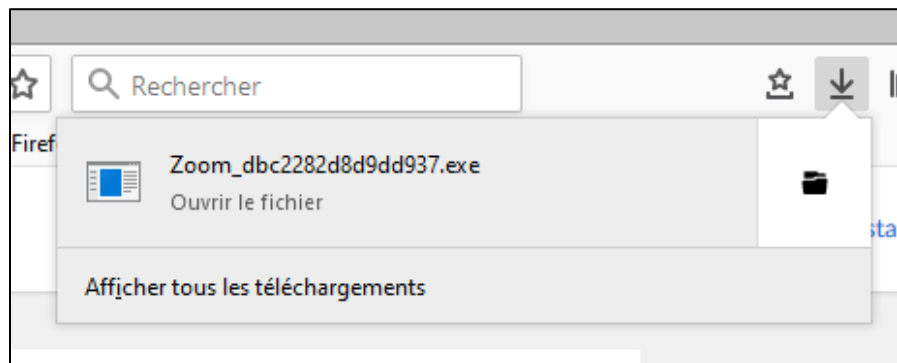 Rechercher
Firef
Zoom_dbc2282d8d9dd937.exe
Ouvrir le fichier
sta
Afficher tous les téléchargements